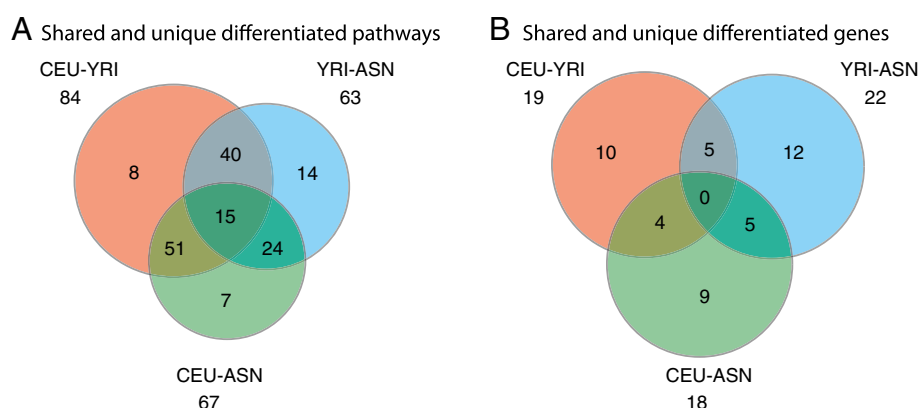 A Shared and unique differentiated pathways
CEU-YRI
84
YRI-ASN
63
8
40
14
15
51
24
7
CEU-ASN
67
B Shared and unique differentiated genes
CEU-YRI
19
YRI-ASN
22
10
5
12
0
4
5
9
CEU-ASN
18